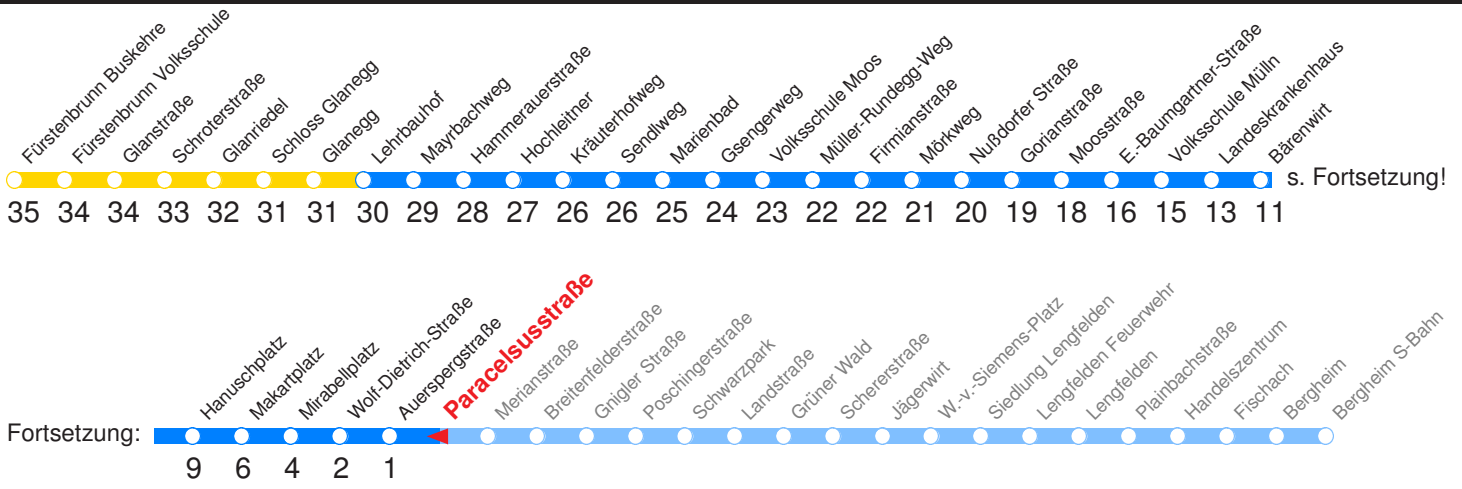 Fürstenbrunn Buskehre
Fürstenbrunn Volksschule
Glanstraße
Schroterstraße
Glanriedel
Schloss Glanegg
Glanegg
Lehrbauhof
Mayrbachweg
Hammerauerstraße
Hochleitner
Kräuterhofweg
Sendlweg
Marienbad
Gsengerweg
Volksschule Moos
Müller-Rundegg-Weg
Firmianstraße
Mörkweg
Nußdorfer Straße
Gorianstraße
Moosstraße
E.-Baumgartner-Straße
Volksschule Mülln
Landeskrankenhaus
Bärenwirt
s. Fortsetzung!
35 34 34 33 32 31 31 30 29 28 27 26 26 25 24 23 22 22 21 20 19 18 16 15 13 11
Fortsetzung:
Hanuschplatz
Makartplatz
Mirabellplatz
Wolf-Dietrich-Straße
Auerspergstraße
Paracelsusstraße
Merianstraße
Breitenfelderstraße
Gnigler Straße
Poschingerstraße
Schwarzpark
Landstraße
Grüner Wald
Schererstraße
Jägerwirt
W.-v.-Siemens-Platz
Siedlung Lengfelden
Lengfelden Feuerwehr
Lengfelden
Plainbachstraße
Handelszentrum
Fischach
Bergheim
Bergheim S-Bahn
9 6 4 2 1